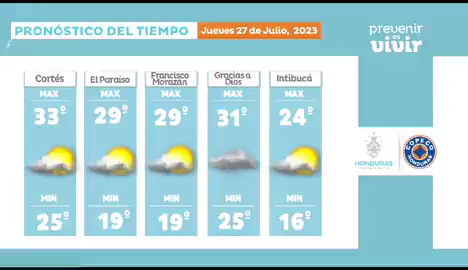 PRONÓSTICO DEL TIEMPO
Jueves 27 de Julio, 2023
prevenir
es
vivir
Cortés
El Paraíso
Francisco
Morazán
Gracias a
Dios
Intibucá
MAX MAX MAX MAX MAX
33º 29º 29º 31º 24º
MIN MIN MIN MIN MIN
25º 19º 19º 25º 16º
HONDURAS
COPECO
HONDURAS